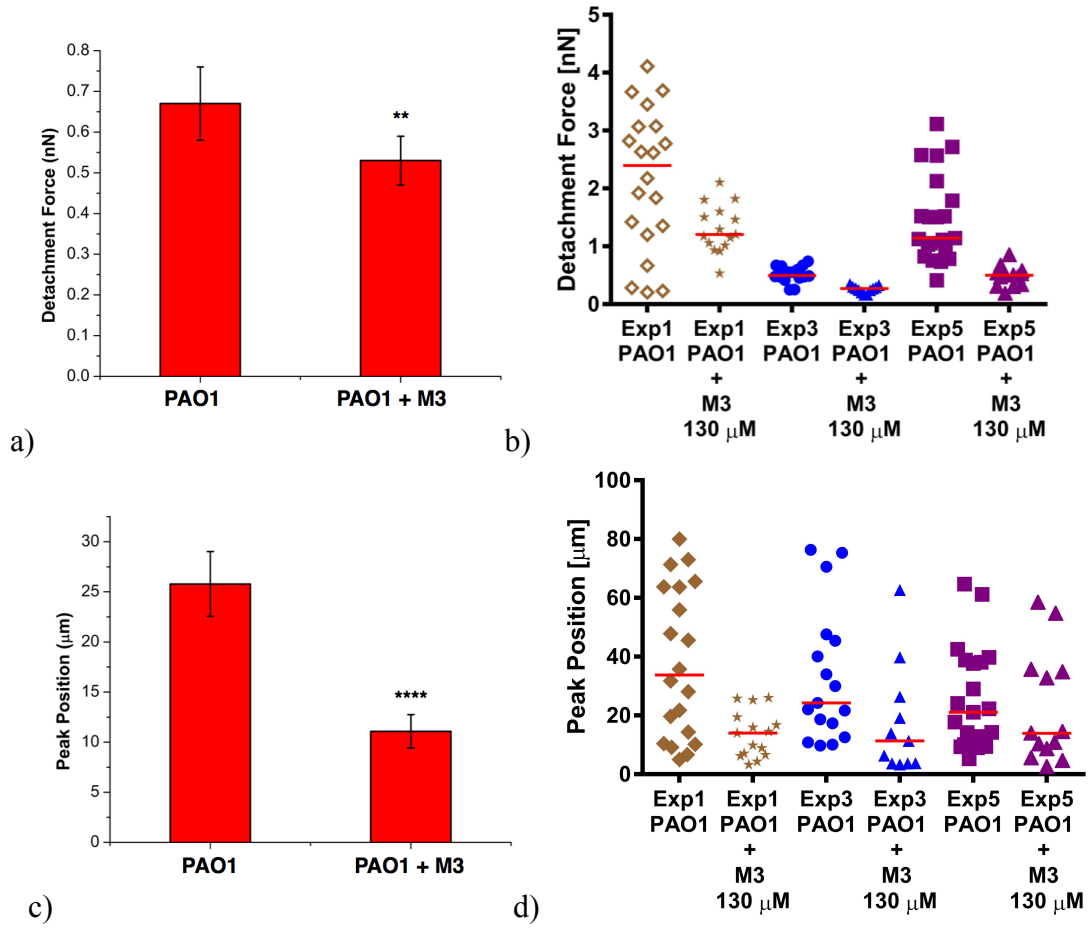 0.8
0.7
0.6
0.5
0.4
0.3
0.2
0.1
0.0
Detachment Force (nN)
**
PAO1
PAO1 + M3
a)
5
4
3
2
1
0
Detachment Force [nN]
Exp1 Exp1 Exp3 Exp3 Exp5 Exp5
PAO1 PAO1 PAO1 PAO1 PAO1 PAO1
+ + +
M3 M3 M3
130 μM 130 μM 130 μM
b)
30
25
20
15
10
5
0
Peak Position (μm)
****
PAO1
PAO1 + M3
c)
100
80
60
40
20
0
Peak Position [μm]
Exp1 Exp1 Exp3 Exp3 Exp5 Exp5
PAO1 PAO1 PAO1 PAO1 PAO1 PAO1
+ + +
M3 M3 M3
130 μM 130 μM 130 μM
d)